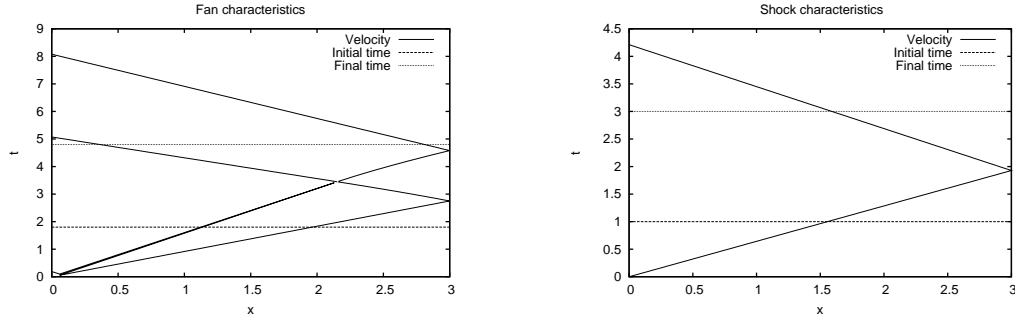 Fan characteristics
9
8
7
6
5
4
3
2
1
0
0 0.5 1 1.5 2 2.5 3
t
x
Velocity
Initial time
Final time
Shock characteristics
4.5
4
3.5
3
2.5
2
1.5
1
0.5
0
0 0.5 1 1.5 2 2.5 3
t
x
Velocity
Initial time
Final time